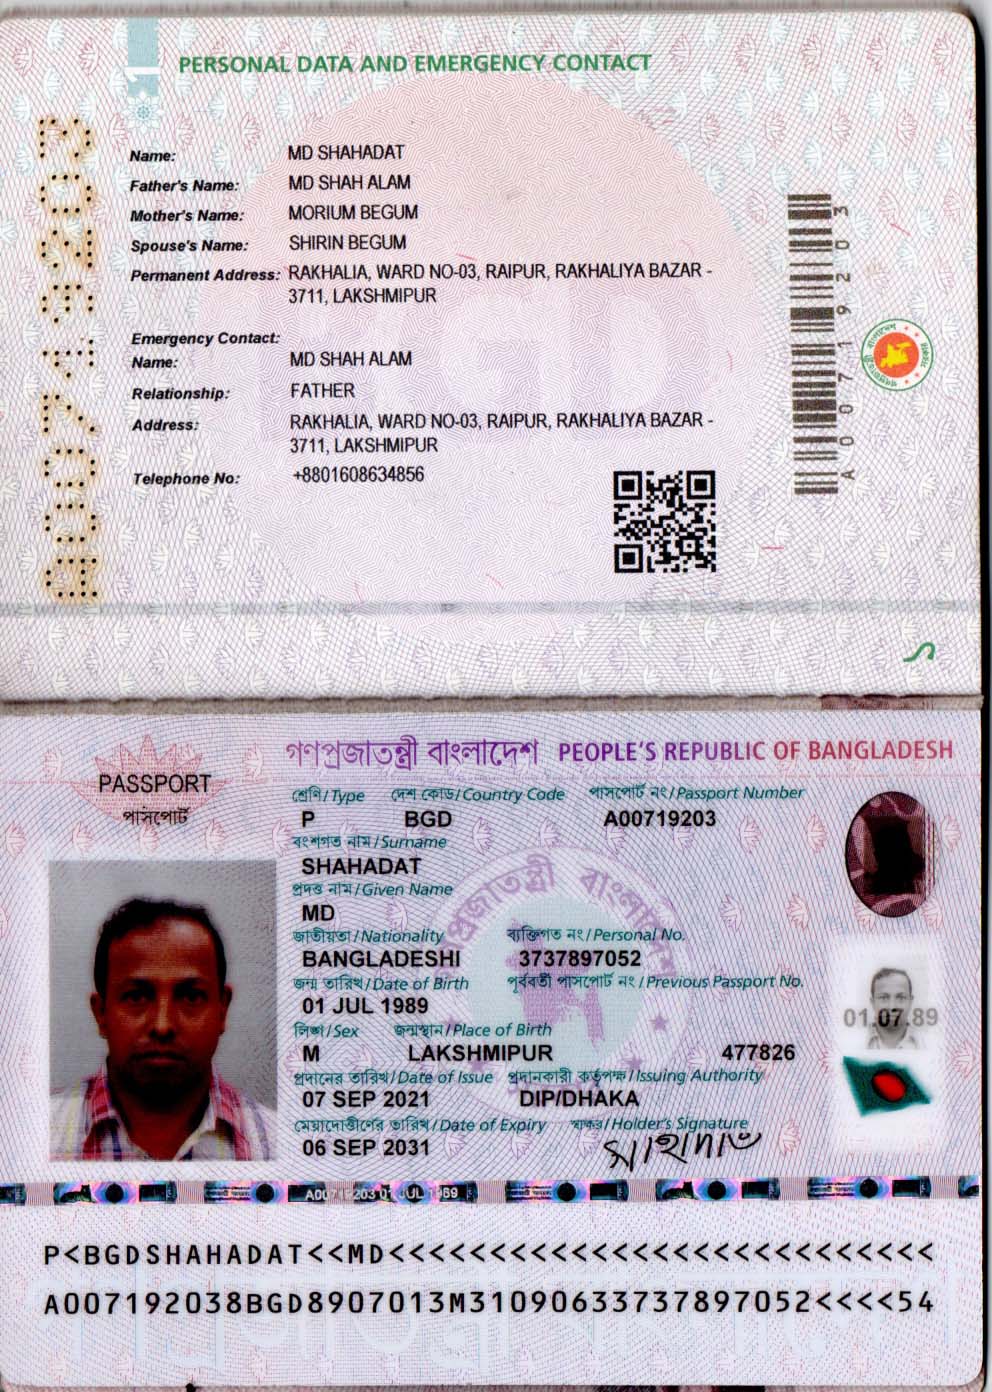 1
PERSONAL DATA AND EMERGENCY CONTACT
A00719203
Name: MD SHAHADAT
Father's Name: MD SHAH ALAM
Mother's Name: MORIUM BEGUM
Spouse's Name: SHIRIN BEGUM
Permanent Address: RAKHALIA, WARD NO-03, RAIPUR, RAKHALIYA BAZAR -
3711, LAKSHMIPUR
Emergency Contact:
Name: MD SHAH ALAM
Relationship: FATHER
Address: RAKHALIA, WARD NO-03, RAIPUR, RAKHALIYA BAZAR -
3711, LAKSHMIPUR
Telephone No: +8801608634856
A00719203
গণপ্রজাতন্ত্রী বাংলাদেশ PEOPLE'S REPUBLIC OF BANGLADESH
PASSPORT
পাসপোর্ট
শ্রেণি/Type দেশ কোড/Country Code পাসপোর্ট নং/Passport Number
P BGD A00719203
বংশগত নাম/Surname
SHAHADAT
প্রদত্ত নাম/Given Name
MD
জাতীয়তা/Nationality ব্যক্তিগত নং/Personal No.
BANGLADESHI 3737897052
জন্ম তারিখ/Date of Birth পূর্ববর্তী পাসপোর্ট নং/Previous Passport No.
01 JUL 1989
লিঙ্গ/Sex জন্মস্থান/Place of Birth
M LAKSHMIPUR 477826
প্রদানের তারিখ/Date of Issue প্রদানকারী কর্তৃপক্ষ/Issuing Authority
07 SEP 2021 DIP/DHAKA
মেয়াদোত্তীর্ণের তারিখ/Date of Expiry স্বাক্ষর/Holder's Signature
06 SEP 2031 সাহাদাত
01.07.89
A00719203 01 JUL 1989
P<BGDSHAHADAT<<MD<<<<<<<<<<<<<<<<<<<<<<<<<<<
A007192038BGD8907013M31090633737897052<<<<54